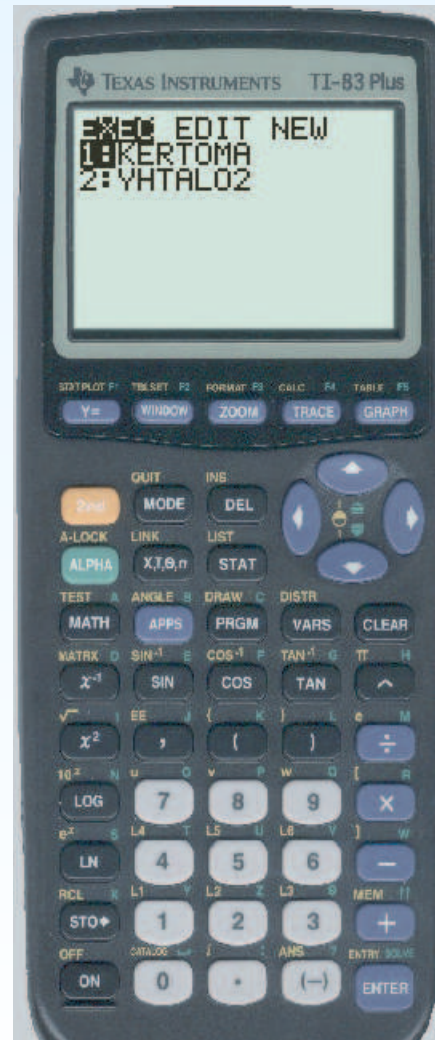 TEXAS INSTRUMENTS TI-83 Plus
EXEC EDIT NEW
1:KERTOMA
2:YHTALO2
STAT PLOT F1 TBLSET F2 FORMAT F3 CALC F4 TABLE F5
Y= WINDOW ZOOM TRACE GRAPH
QUIT INS
2nd MODE DEL
A-LOCK LINK LIST
ALPHA X,T,θ,n STAT
TEST A ANGLE B DRAW C DISTR
MATH APPS PRGM VARS CLEAR
MATRX D SIN⁻¹ E COS⁻¹ F TAN⁻¹ G π H
x⁻¹ SIN COS TAN ^
√ I EE J { K } L e M
x² , ( ) ÷
10ˣ N u O v P w Q [ R
LOG 7 8 9 ×
eˣ S L4 T L5 U L6 V ] W
LN 4 5 6 −
RCL X L1 Y L2 Z L3 θ MEM "
STO➔ 1 2 3 +
OFF CATALOG i : ANS ? ENTRY SOLVE
ON 0 . (−) ENTER